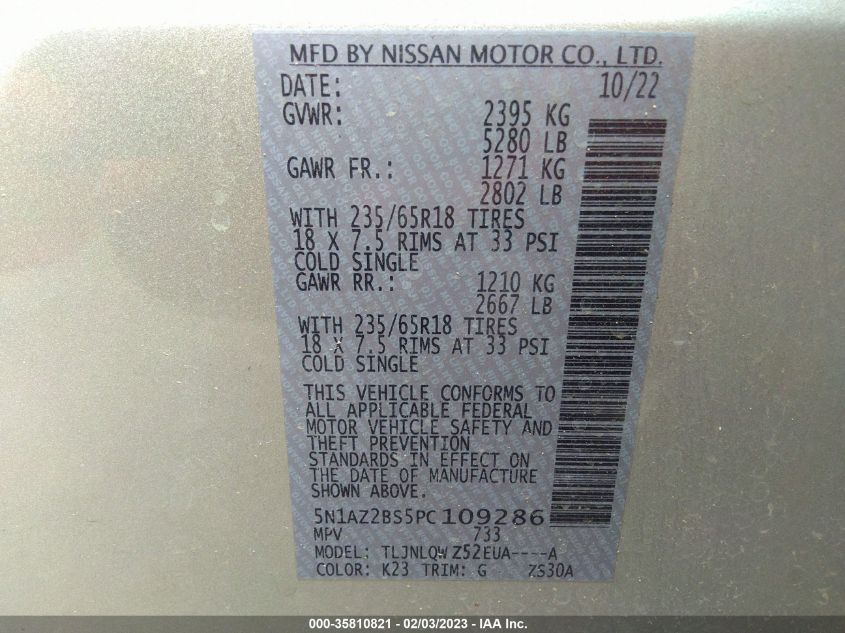 MFD BY NISSAN MOTOR CO., LTD.
DATE: 10/22
GVWR: 2395 KG
5280 LB
GAWR FR.: 1271 KG
2802 LB
WITH 235/65R18 TIRES
18 X 7.5 RIMS AT 33 PSI
COLD SINGLE
GAWR RR.: 1210 KG
2667 LB
WITH 235/65R18 TIRES
18 X 7.5 RIMS AT 33 PSI
COLD SINGLE
THIS VEHICLE CONFORMS TO
ALL APPLICABLE FEDERAL
MOTOR VEHICLE SAFETY AND
THEFT PREVENTION
STANDARDS IN EFFECT ON
THE DATE OF MANUFACTURE
SHOWN ABOVE.
5N1AZ2BS5PC109286
MPV 733
MODEL: TLJNLQW Z52EUA----A
COLOR: K23 TRIM: G ZS30A
000-35810821 - 02/03/2023 - IAA Inc.